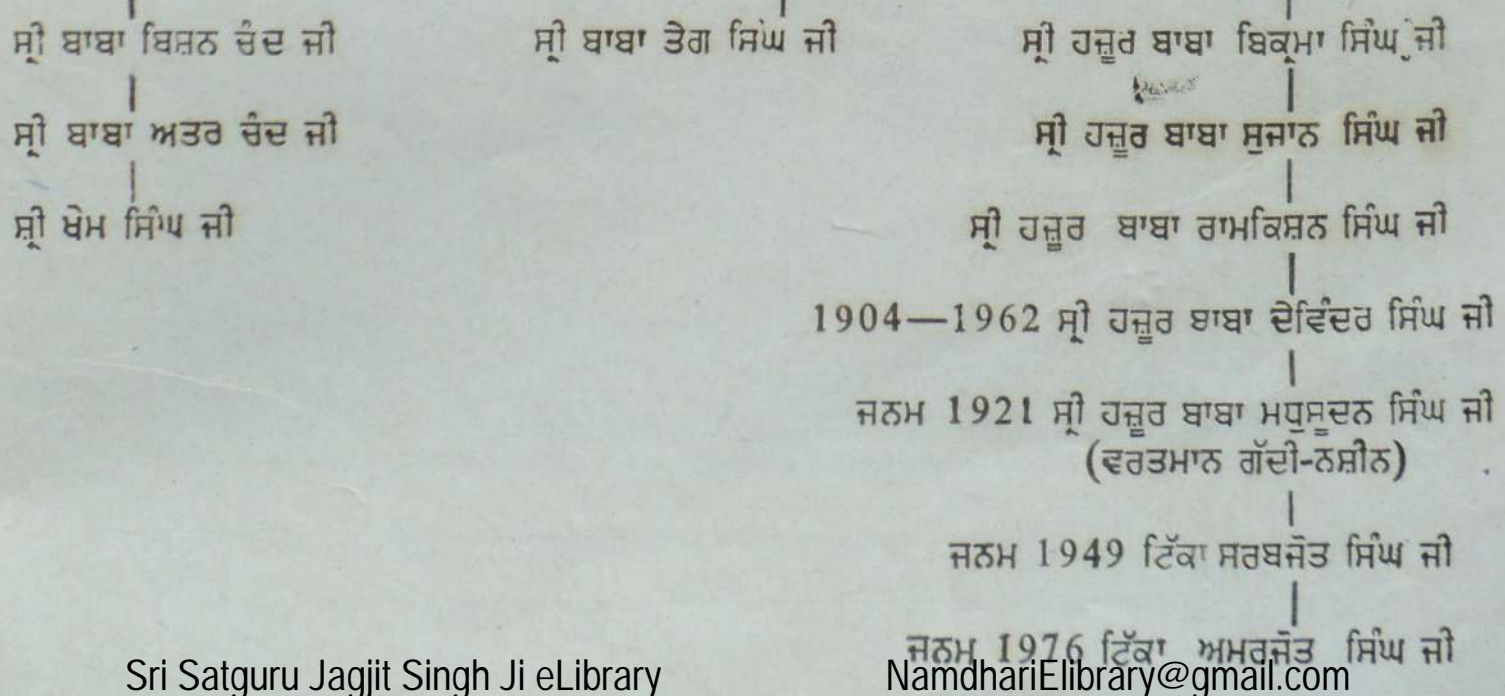 ਸ੍ਰੀ ਬਾਬਾ ਬਿਸ਼ਨ ਚੰਦ ਜੀ
ਸ੍ਰੀ ਬਾਬਾ ਤੇਗ ਸਿੰਘ ਜੀ
ਸ੍ਰੀ ਹਜ਼ੂਰ ਬਾਬਾ ਬਿਕ੍ਰਮਾ ਸਿੰਘ ਜੀ
ਸ੍ਰੀ ਬਾਬਾ ਅਤਰ ਚੰਦ ਜੀ
ਸ੍ਰੀ ਹਜ਼ੂਰ ਬਾਬਾ ਸੁਜਾਨ ਸਿੰਘ ਜੀ
ਸ਼੍ਰੀ ਖੇਮ ਸਿੰਘ ਜੀ
ਸ੍ਰੀ ਹਜ਼ੂਰ ਬਾਬਾ ਰਾਮਕਿਸ਼ਨ ਸਿੰਘ ਜੀ
1904—1962 ਸ੍ਰੀ ਹਜ਼ੂਰ ਬਾਬਾ ਦੇਵਿੰਦਰ ਸਿੰਘ ਜੀ
ਜਨਮ 1921 ਸ੍ਰੀ ਹਜ਼ੂਰ ਬਾਬਾ ਮਧੁਸੂਦਨ ਸਿੰਘ ਜੀ
(ਵਰਤਮਾਨ ਗੱਦੀ-ਨਸ਼ੀਨ)
ਜਨਮ 1949 ਟਿੱਕਾ ਸਰਬਜੋਤ ਸਿੰਘ ਜੀ
ਜਨਮ 1976 ਟਿੱਕਾ ਅਮਰਜੋਤ ਸਿੰਘ ਜੀ
Sri Satguru Jagjit Singh Ji eLibrary
NamdhariElibrary@gmail.com